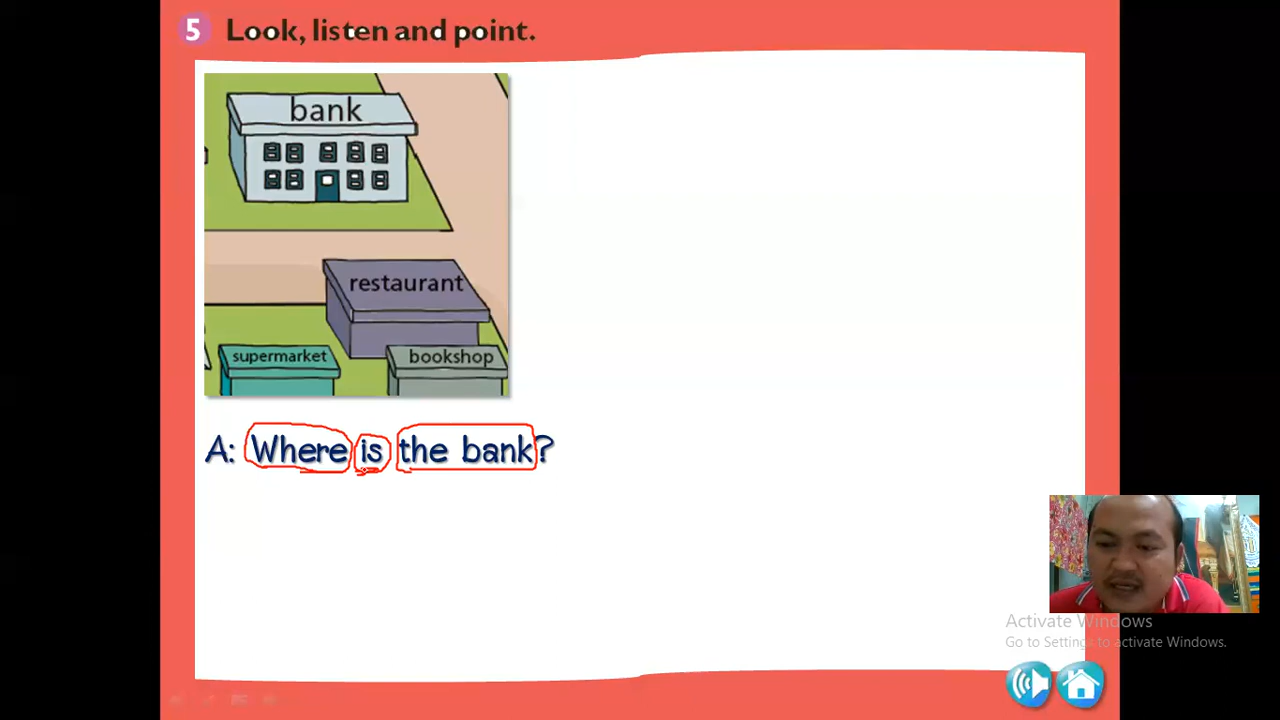 5 Look, listen and point.
bank
restaurant
supermarket bookshop
A: Where is the bank?
Activate Windows
Go to Settings to activate Windows.